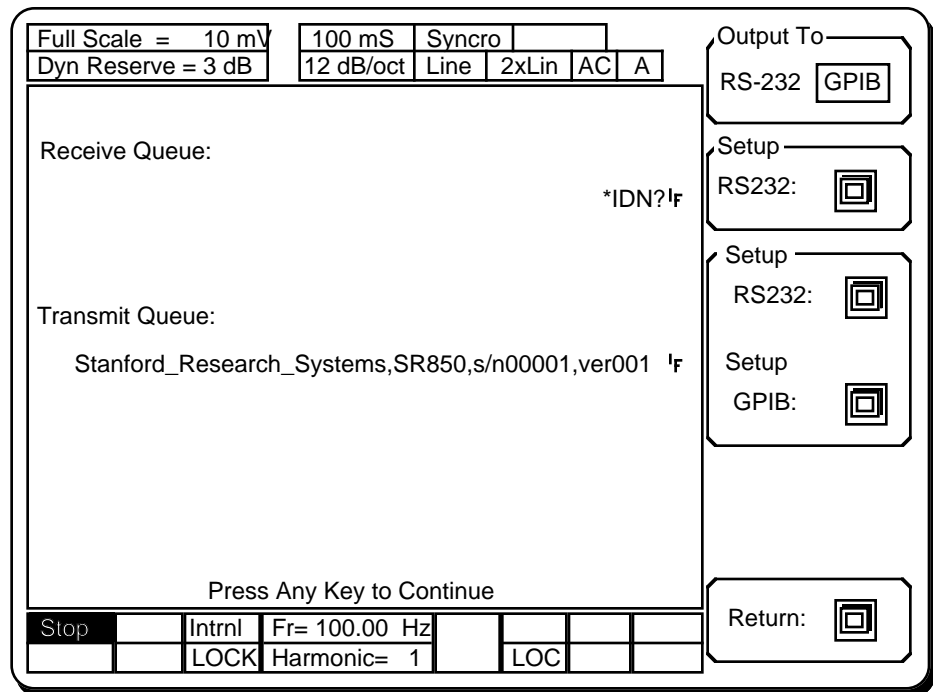 Full Scale = 10 mV 100 mS Syncro
Dyn Reserve = 3 dB 12 dB/oct Line 2xLin AC A
Receive Queue:
*IDN?LF
Transmit Queue:
Stanford_Research_Systems,SR850,s/n00001,ver001 LF
Press Any Key to Continue
Stop Intrnl Fr= 100.00 Hz
LOCK Harmonic= 1 LOC
Output To
RS-232 GPIB
Setup
RS232:
Setup
RS232:
Setup
GPIB:
Return: